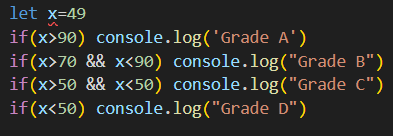 let x=49
if(x>90) console.log('Grade A')
if(x>70 && x<90) console.log("Grade B")
if(x>50 && x<50) console.log("Grade C")
if(x<50) console.log("Grade D")